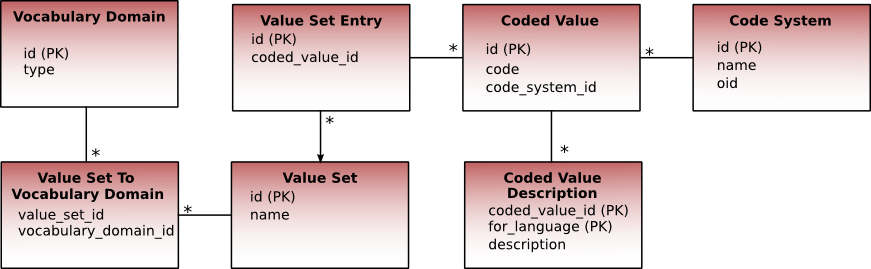 Vocabulary Domain
id (PK)
type
Value Set Entry
id (PK)
coded_value_id
*
Coded Value
id (PK)
code
code_system_id
*
Code System
id (PK)
name
oid
*
*
*
Value Set To
Vocabulary Domain
value_set_id
vocabulary_domain_id
*
Value Set
id (PK)
name
Coded Value
Description
coded_value_id (PK)
for_language (PK)
description